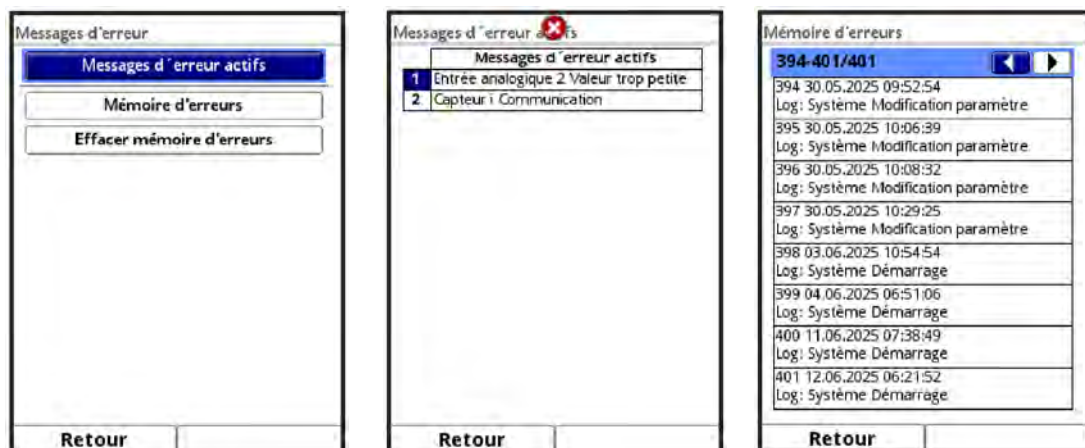 Messages d'erreur
Messages d´erreur actifs
Mémoire d'erreurs
Effacer mémoire d'erreurs
Retour
Messages d´erreur fs
Messages d´erreur actifs
1 Entrée analogique 2 Valeur trop petite
2 Capteur i Communication
Retour
Mémoire d'erreurs
394-401/401
394 30.05.2025 09:52:54
Log: Système Modification paramètre
395 30.05.2025 10:06:39
Log: Système Modification paramètre
396 30.05.2025 10:08:32
Log: Système Modification paramètre
397 30.05.2025 10:29:25
Log: Système Modification paramètre
398 03.06.2025 10:54:54
Log: Système Démarrage
399 04.06.2025 06:51:06
Log: Système Démarrage
400 11.06.2025 07:38:49
Log: Système Démarrage
401 12.06.2025 06:21:52
Log: Système Démarrage
Retour